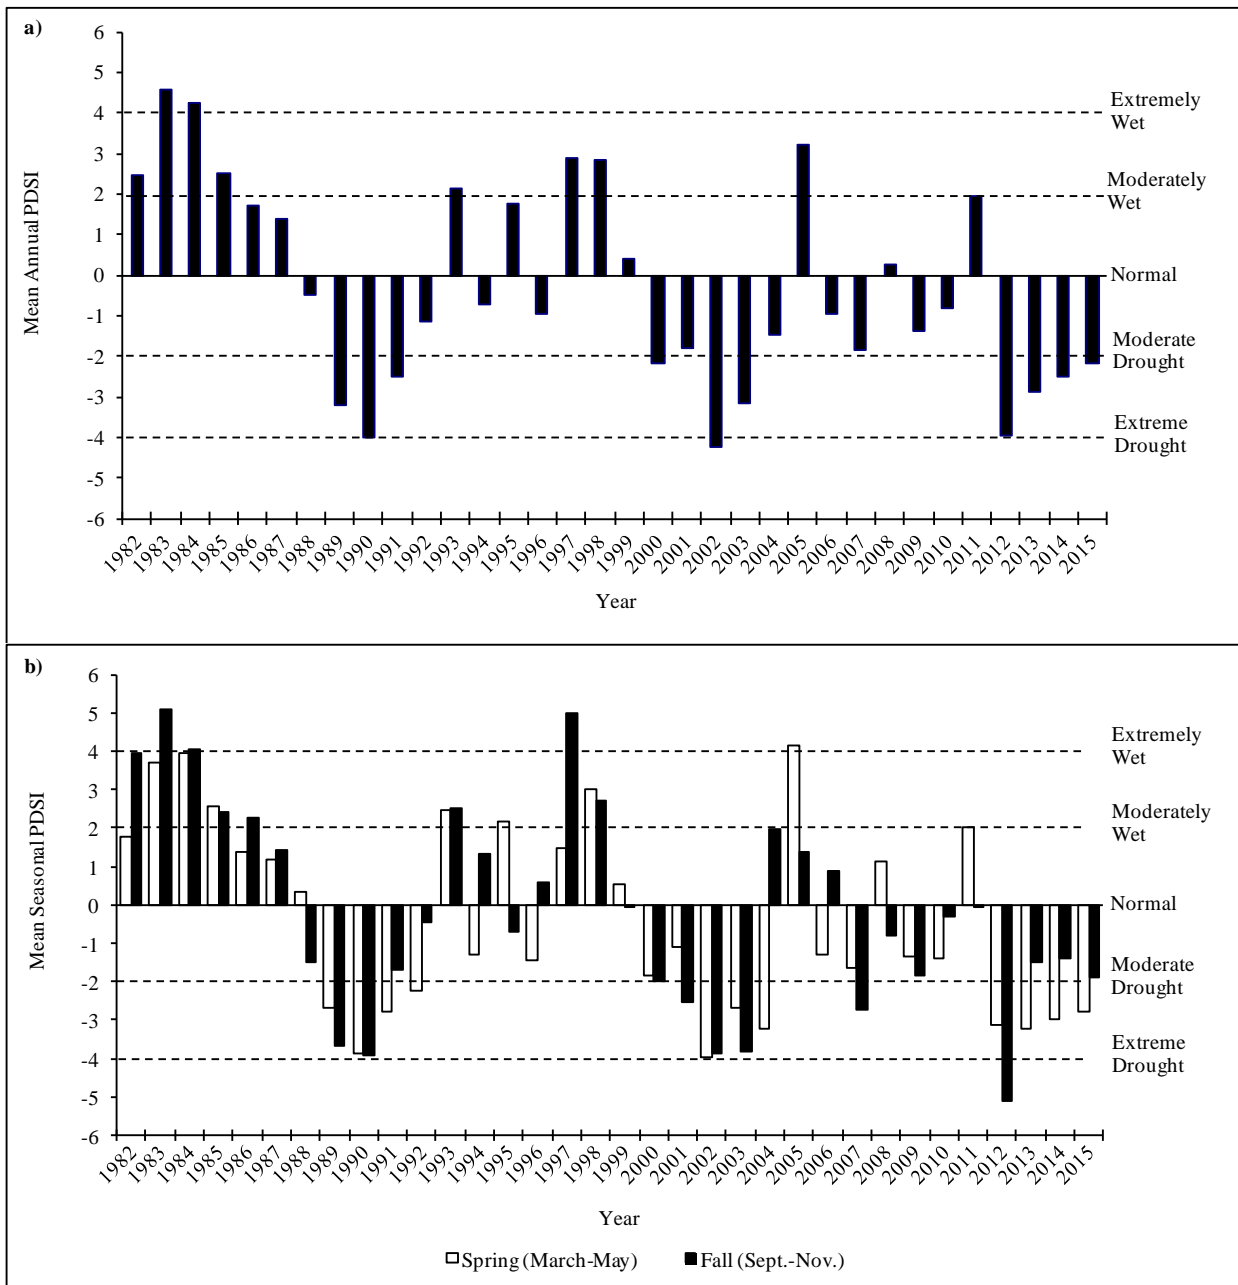 a)
6
5
4
3
2
1
0
-1
-2
-3
-4
-5
-6
Mean Annual PDSI
Extremely
Wet
Moderately
Wet
Normal
Moderate
Drought
Extreme
Drought
1982 1983 1984 1985 1986 1987 1988 1989 1990 1991 1992 1993 1994 1995 1996 1997 1998 1999 2000 2001 2002 2003 2004 2005 2006 2007 2008 2009 2010 2011 2012 2013 2014 2015
Year
b)
6
5
4
3
2
1
0
-1
-2
-3
-4
-5
-6
Mean Seasonal PDSI
Extremely
Wet
Moderately
Wet
Normal
Moderate
Drought
Extreme
Drought
1982 1983 1984 1985 1986 1987 1988 1989 1990 1991 1992 1993 1994 1995 1996 1997 1998 1999 2000 2001 2002 2003 2004 2005 2006 2007 2008 2009 2010 2011 2012 2013 2014 2015
Year
Spring (March-May) Fall (Sept.-Nov.)